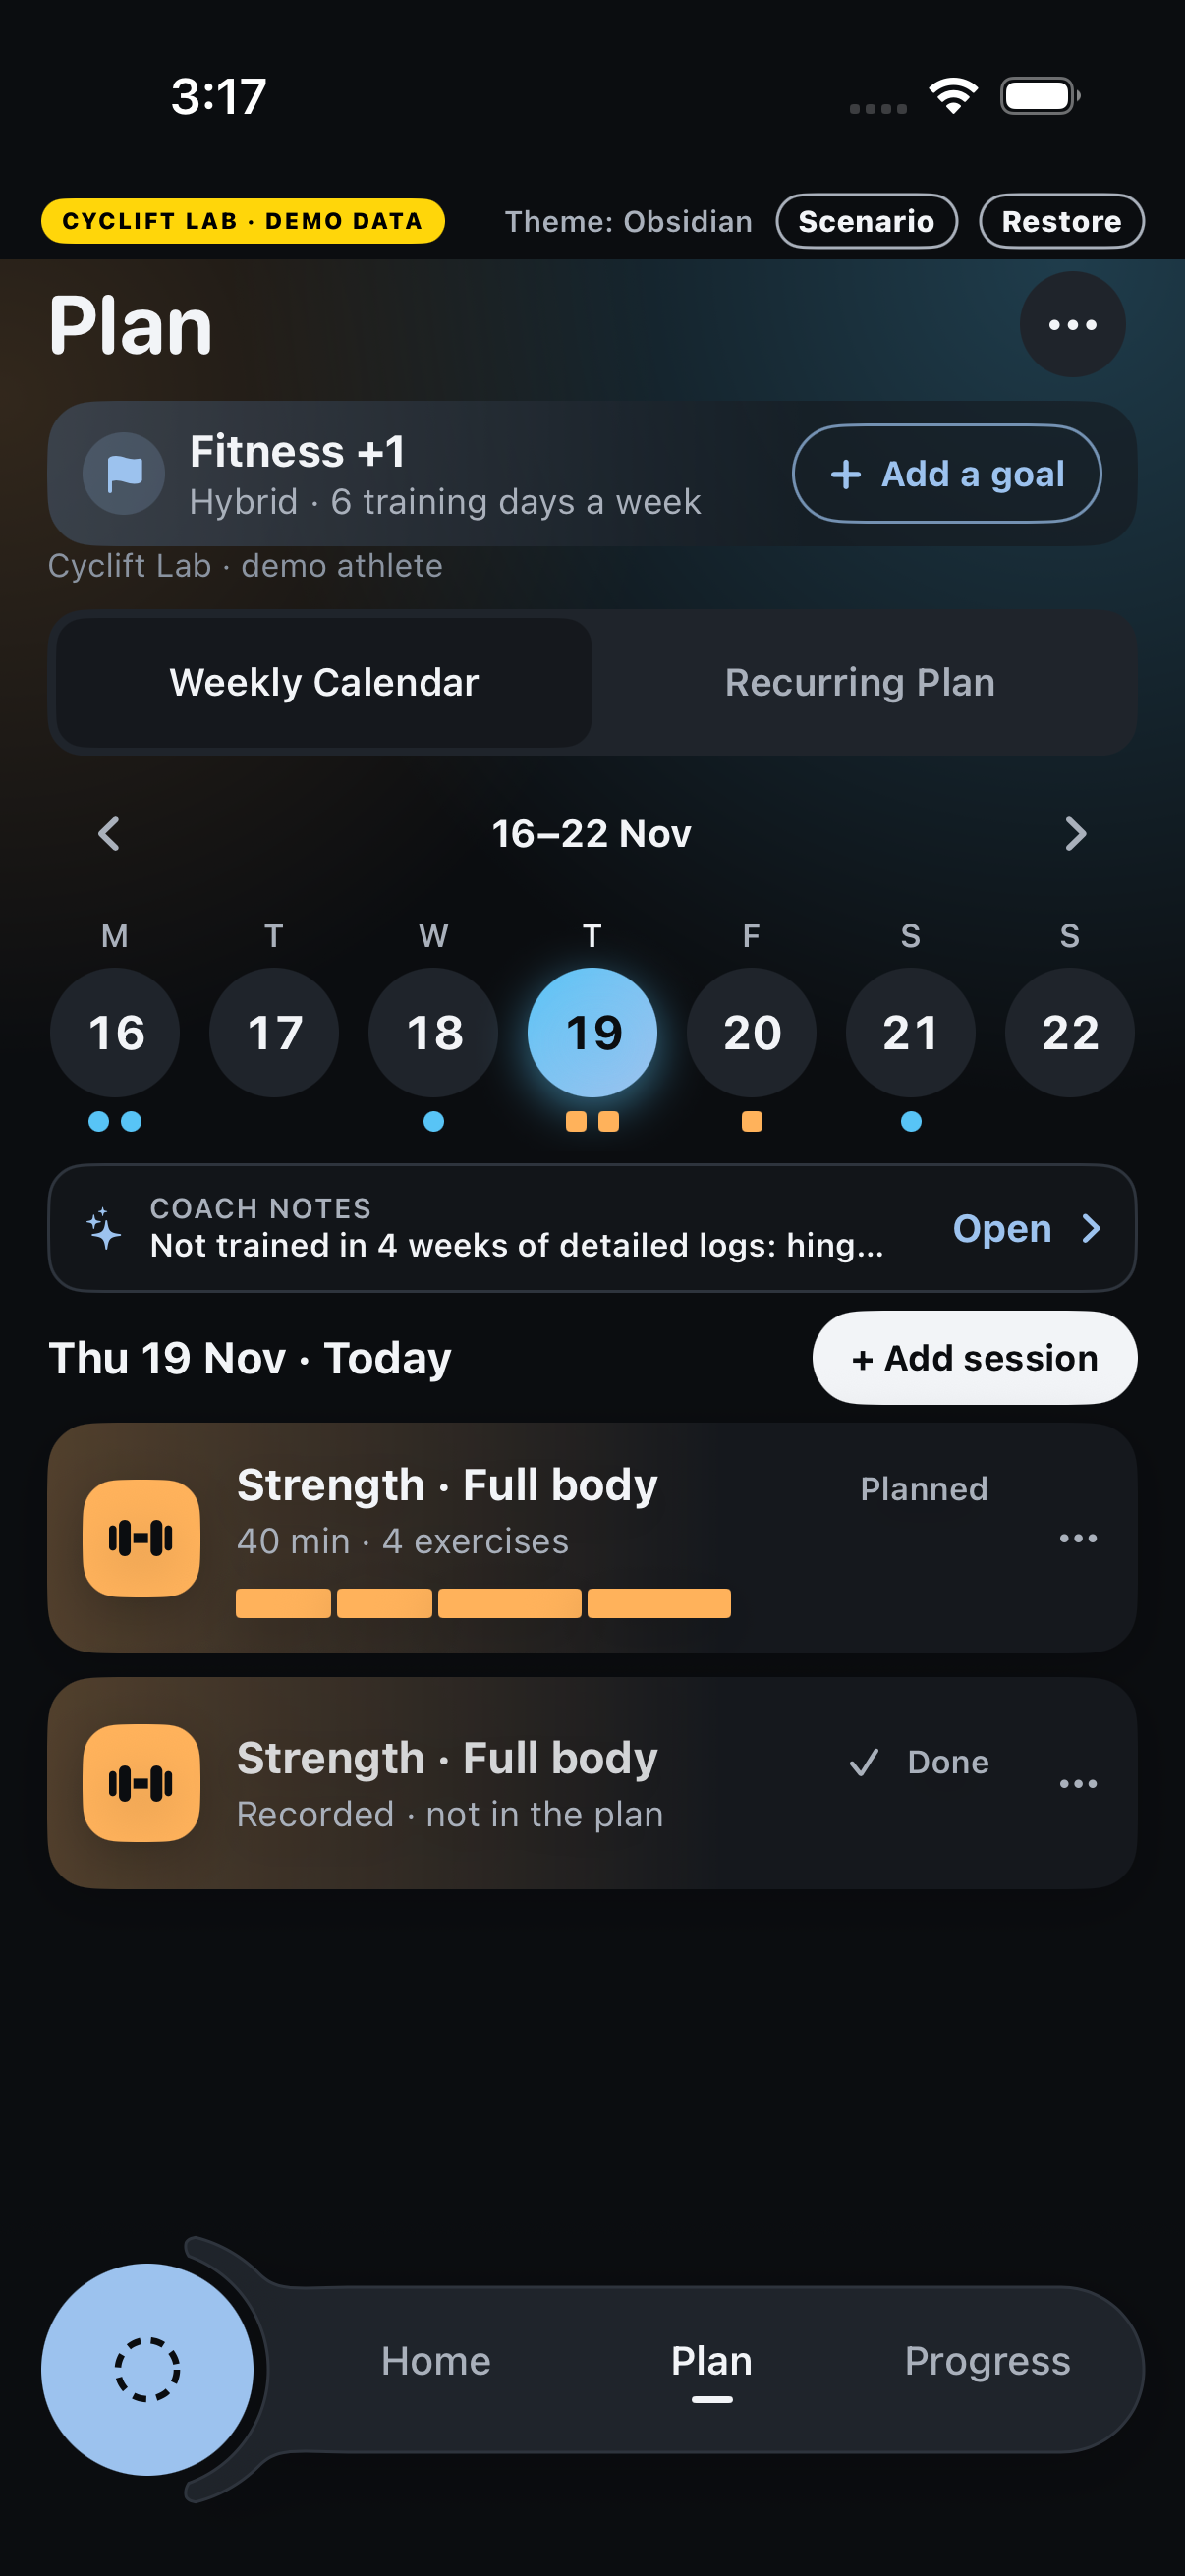 3:17
CYCLIFT LAB · DEMO DATA
Theme: Obsidian
Scenario
Restore
Plan
Fitness +1
Hybrid · 6 training days a week
+ Add a goal
Cyclift Lab · demo athlete
Weekly Calendar
Recurring Plan
16–22 Nov
M T W T F S S
16 17 18 19 20 21 22
COACH NOTES
Not trained in 4 weeks of detailed logs: hing...
Open
Thu 19 Nov · Today
+ Add session
Strength · Full body
Planned
40 min · 4 exercises
Strength · Full body
Done
Recorded · not in the plan
Home
Plan
Progress